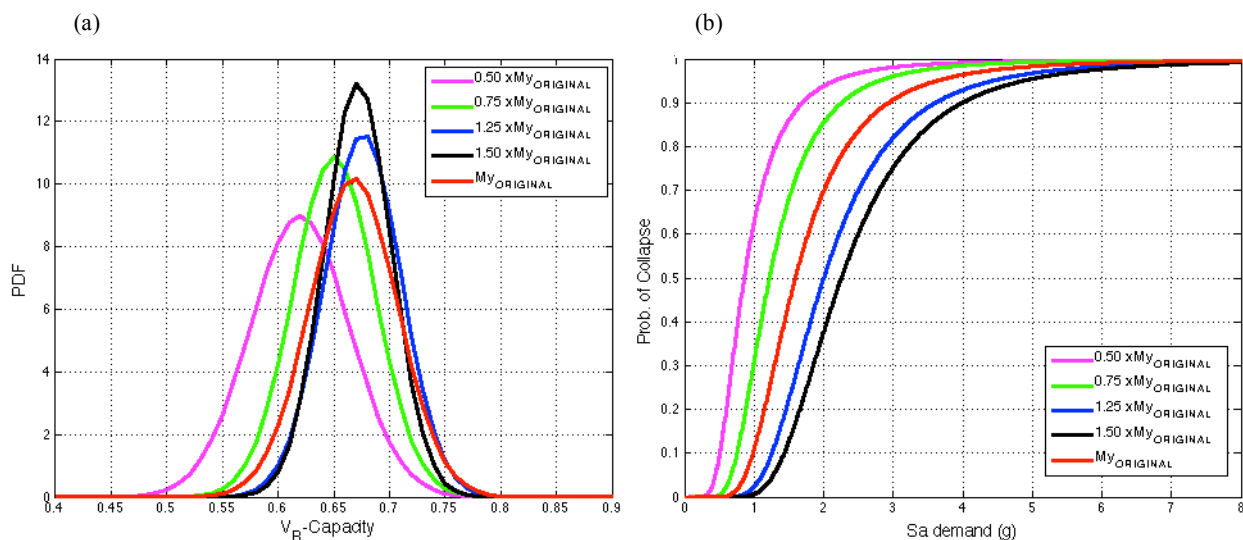 (a)
(b)
14
12
10
8
6
4
2
0
PDF
0.4 0.45 0.5 0.55 0.6 0.65 0.7 0.75 0.8 0.85 0.9
V_R-Capacity
0.50 xMy_ORIGINAL
0.75 xMy_ORIGINAL
1.25 xMy_ORIGINAL
1.50 xMy_ORIGINAL
My_ORIGINAL
0.9
0.8
0.7
0.6
0.5
0.4
0.3
0.2
0.1
0
Prob. of Collapse
0 1 2 3 4 5 6 7 8
Sa demand (g)
0.50 xMy_ORIGINAL
0.75 xMy_ORIGINAL
1.25 xMy_ORIGINAL
1.50 xMy_ORIGINAL
My_ORIGINAL